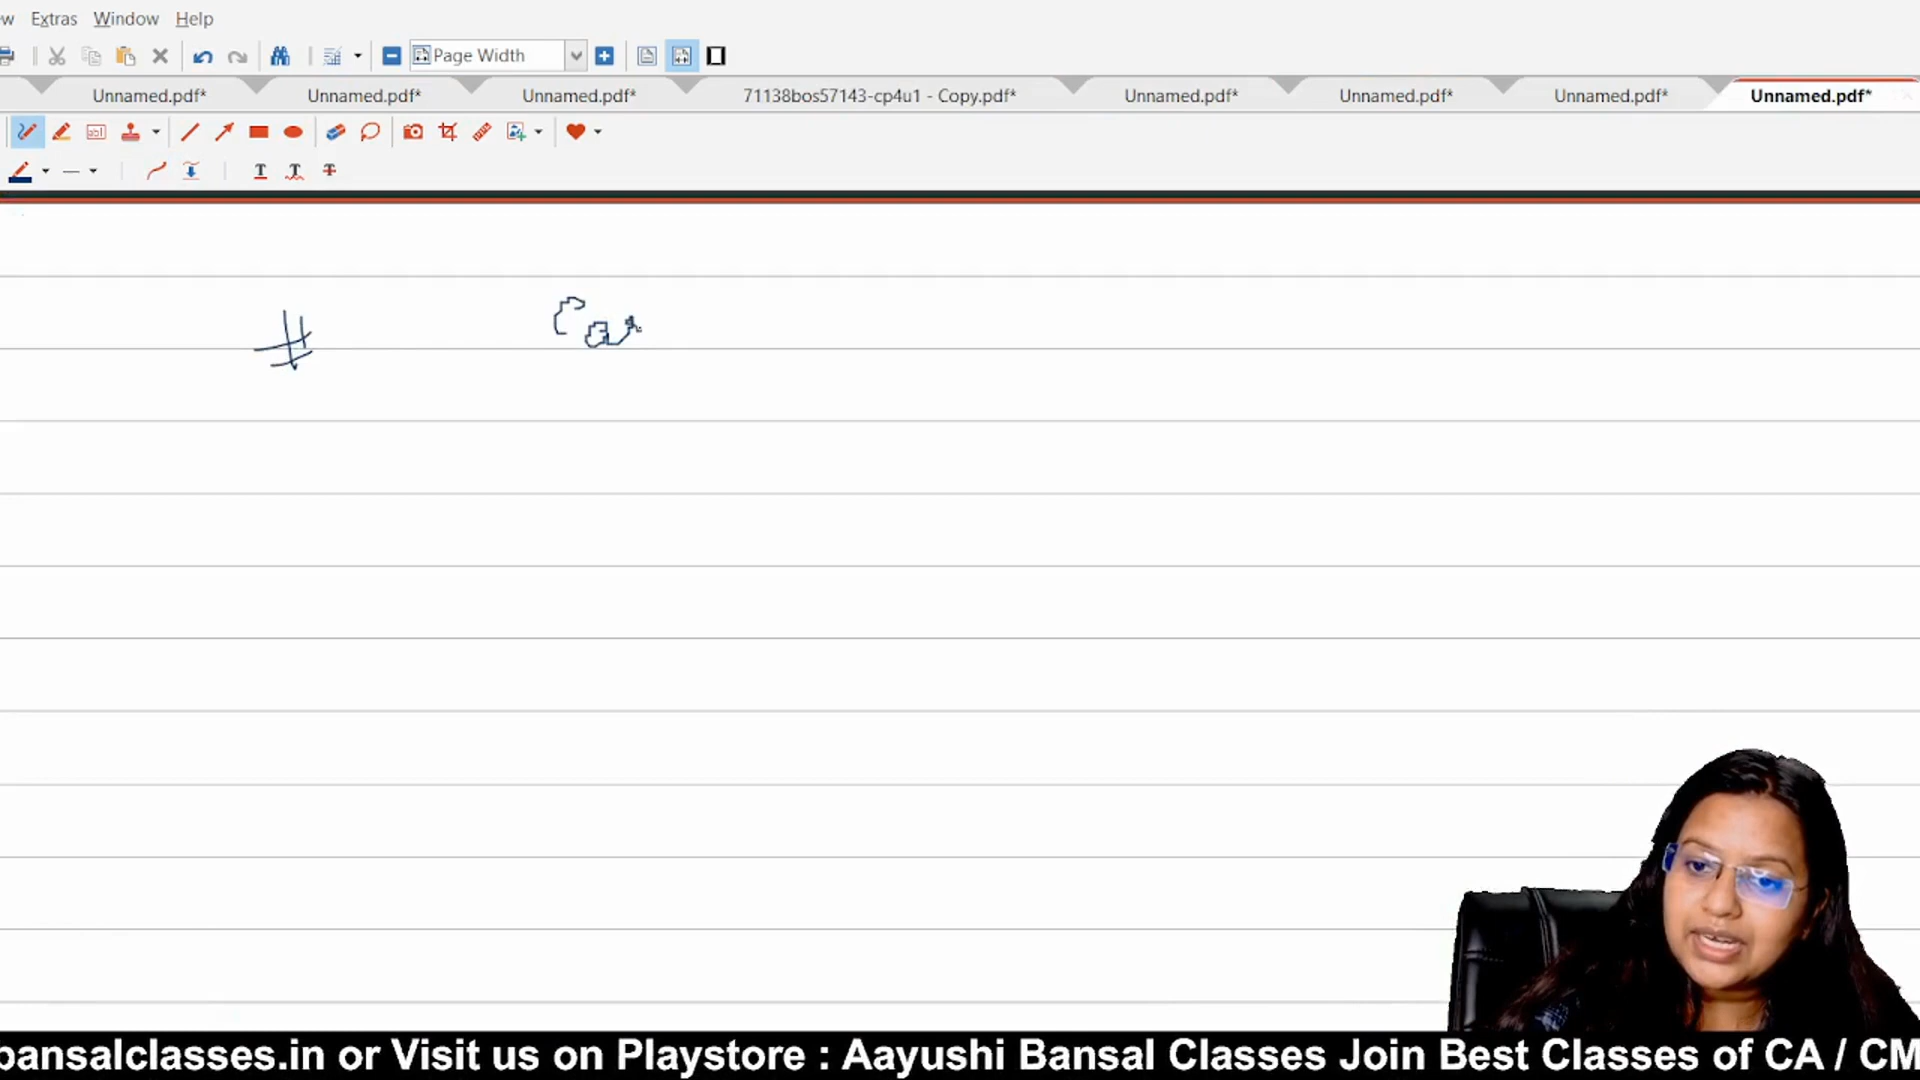 Extras Window Help
Page Width
Unnamed.pdf* Unnamed.pdf* Unnamed.pdf* 71138bos57143-cp4u1 - Copy.pdf* Unnamed.pdf* Unnamed.pdf* Unnamed.pdf* Unnamed.pdf*
# Car
bansalclasses.in or Visit us on Playstore : Aayushi Bansal Classes Join Best Classes of CA / CM